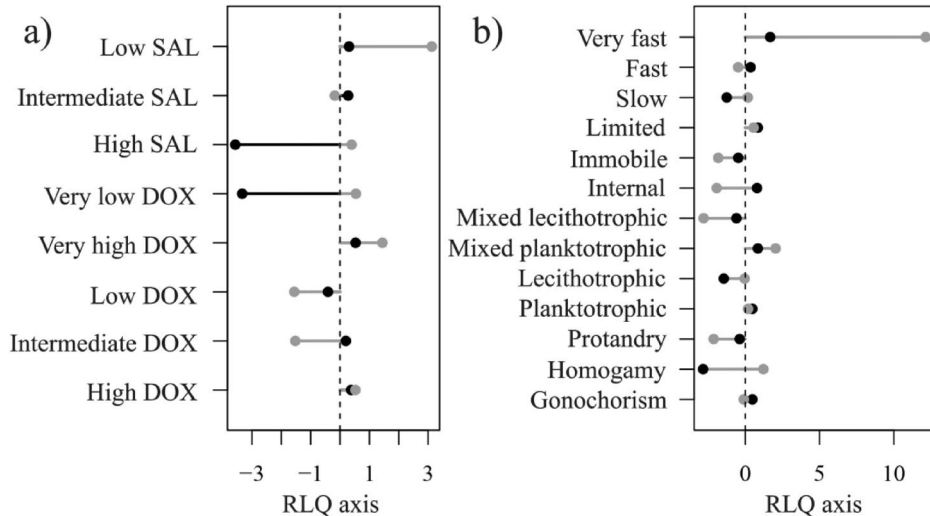 a)
Low SAL
Intermediate SAL
High SAL
Very low DOX
Very high DOX
Low DOX
Intermediate DOX
High DOX
−3 −1 1 3
RLQ axis
b)
Very fast
Fast
Slow
Limited
Immobile
Internal
Mixed lecithotrophic
Mixed planktotrophic
Lecithotrophic
Planktotrophic
Protandry
Homogamy
Gonochorism
0 5 10
RLQ axis